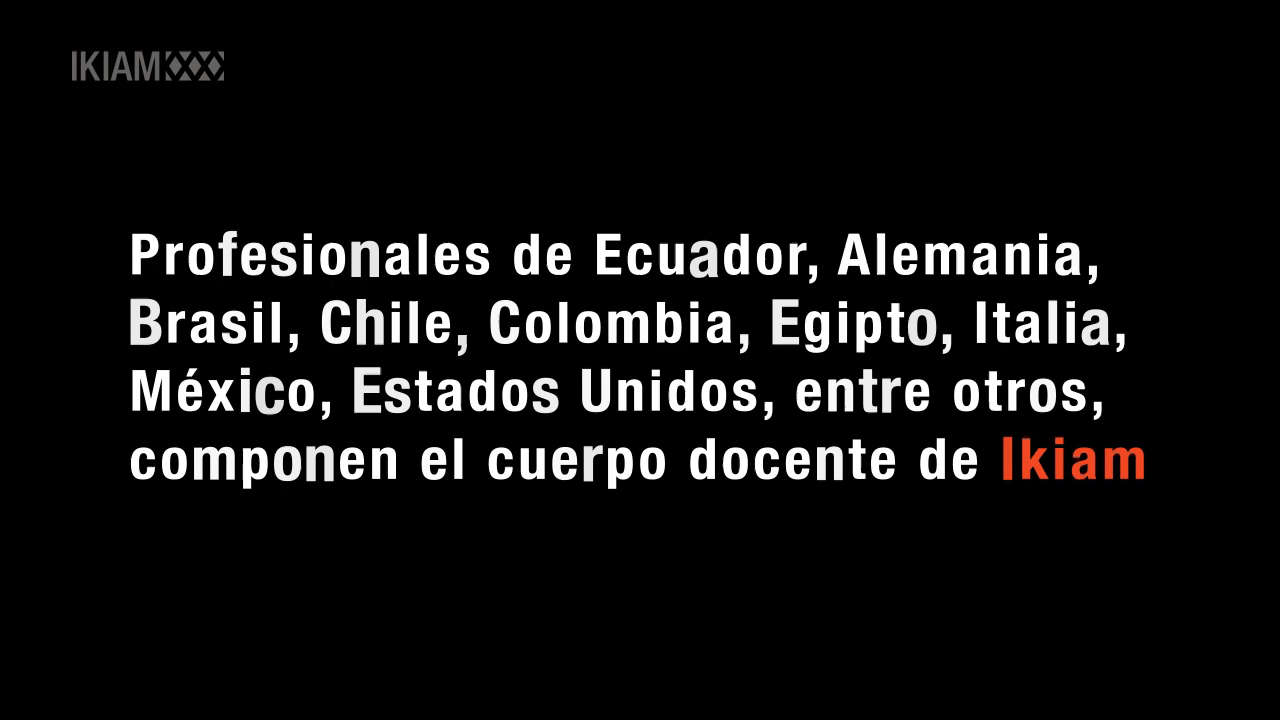 IKIAM
Profesionales de Ecuador, Alemania,
Brasil, Chile, Colombia, Egipto, Italia,
México, Estados Unidos, entre otros,
componen el cuerpo docente de Ikiam